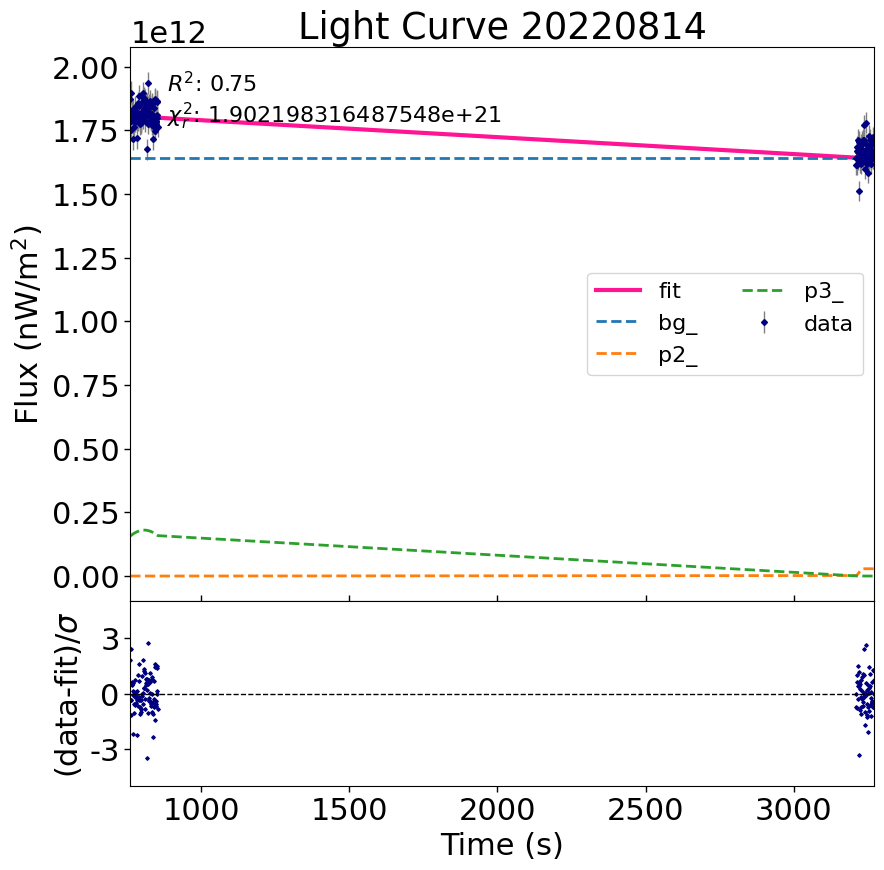 Light Curve 20220814
1e12
R²: 0.75
χ²ᵣ: 1.902198316487548e+21
2.00
1.75
1.50
1.25
1.00
0.75
0.50
0.25
0.00
Flux (nW/m²)
fit
bg_
p2_
p3_
data
3
0
-3
(data-fit)/σ
1000
1500
2000
2500
3000
Time (s)